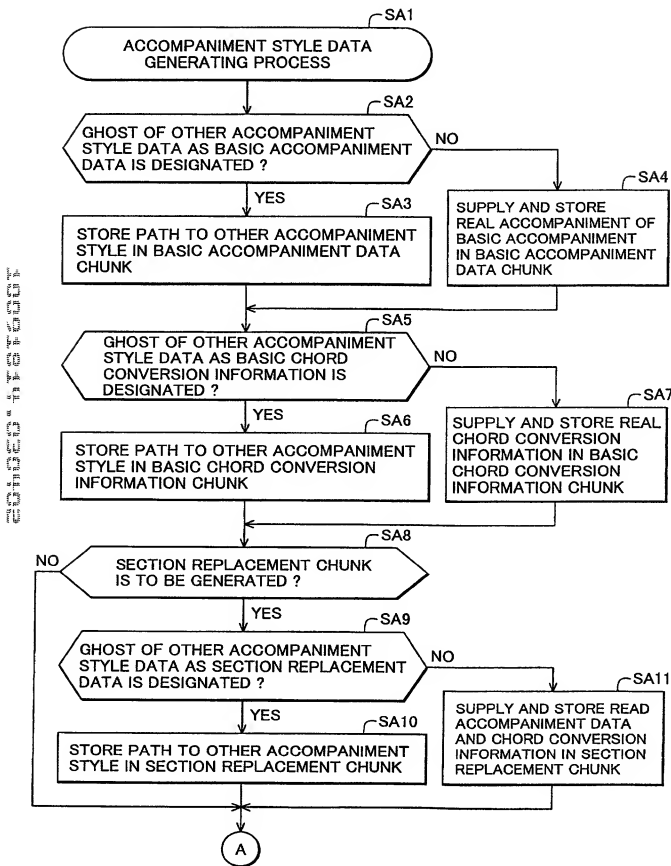 SA1
ACCOMPANIMENT STYLE DATA
GENERATING PROCESS
SA2
GHOST OF OTHER ACCOMPANIMENT
STYLE DATA AS BASIC ACCOMPANIMENT
DATA IS DESIGNATED ?
NO
YES
SA3
STORE PATH TO OTHER ACCOMPANIMENT
STYLE IN BASIC ACCOMPANIMENT DATA
CHUNK
SA4
SUPPLY AND STORE
REAL ACCOMPANIMENT OF
BASIC ACCOMPANIMENT
IN BASIC ACCOMPANIMENT
DATA CHUNK
SA5
GHOST OF OTHER ACCOMPANIMENT
STYLE DATA AS BASIC CHORD
CONVERSION INFORMATION IS
DESIGNATED ?
NO
YES
SA6
STORE PATH TO OTHER ACCOMPANIMENT
STYLE IN BASIC CHORD CONVERSION
INFORMATION CHUNK
SA7
SUPPLY AND STORE REAL
CHORD CONVERSION
INFORMATION IN BASIC
CHORD CONVERSION
INFORMATION CHUNK
SA8
NO
SECTION REPLACEMENT CHUNK
IS TO BE GENERATED ?
YES
SA9
GHOST OF OTHER ACCOMPANIMENT
STYLE DATA AS SECTION REPLACEMENT
DATA IS DESIGNATED ?
NO
YES
SA10
STORE PATH TO OTHER ACCOMPANIMENT
STYLE IN SECTION REPLACEMENT CHUNK
SA11
SUPPLY AND STORE READ
ACCOMPANIMENT DATA
AND CHORD CONVERSION
INFORMATION IN SECTION
REPLACEMENT CHUNK
A